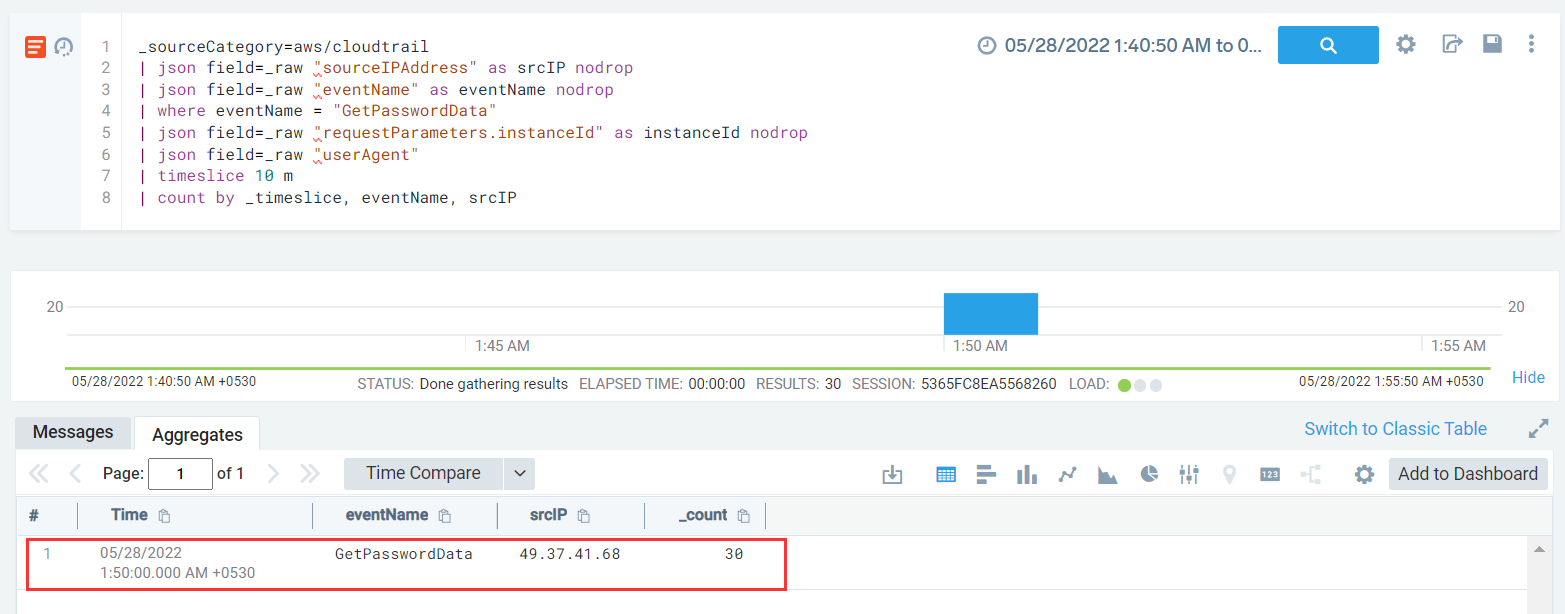 1 _sourceCategory=aws/cloudtrail
2 | json field=_raw "sourceIPAddress" as srcIP nodrop
3 | json field=_raw "eventName" as eventName nodrop
4 | where eventName = "GetPasswordData"
5 | json field=_raw "requestParameters.instanceId" as instanceId nodrop
6 | json field=_raw "userAgent"
7 | timeslice 10 m
8 | count by _timeslice, eventName, srcIP
05/28/2022 1:40:50 AM to 0...
20 20
1:45 AM 1:50 AM 1:55 AM
05/28/2022 1:40:50 AM +0530 STATUS: Done gathering results ELAPSED TIME: 00:00:00 RESULTS: 30 SESSION: 5365FC8EA5568260 LOAD: 05/28/2022 1:55:50 AM +0530 Hide
Messages Aggregates Switch to Classic Table
Page: 1 of 1 Time Compare 123 Add to Dashboard
# Time eventName srcIP _count
1 05/28/2022 GetPasswordData 49.37.41.68 30
1:50:00.000 AM +0530